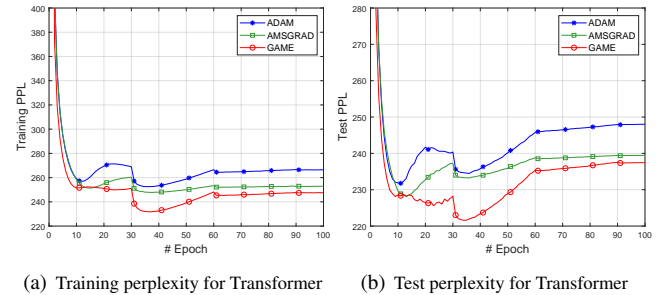 400
380
360
340
320
300
280
260
240
220
Training PPL
0 10 20 30 40 50 60 70 80 90 100
# Epoch
ADAM
AMSGRAD
GAME
280
270
260
250
240
230
220
Test PPL
0 10 20 30 40 50 60 70 80 90 100
# Epoch
ADAM
AMSGRAD
GAME
(a) Training perplexity for Transformer
(b) Test perplexity for Transformer